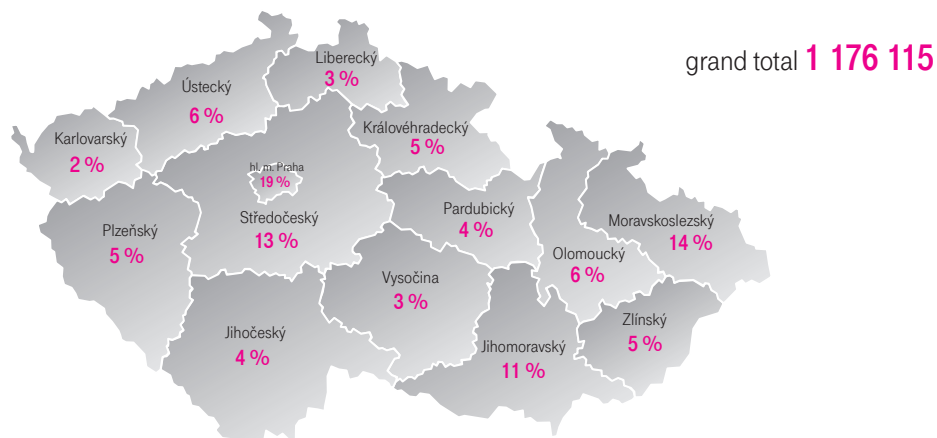 grand total 1 176 115
Liberecký
3 %
Ústecký
6 %
Karlovarský
2 %
Královéhradecký
5 %
hl. m. Praha
19 %
Středočeský
13 %
Plzeňský
5 %
Pardubický
4 %
Moravskoslezský
14 %
Olomoucký
6 %
Vysočina
3 %
Zlínský
5 %
Jihočeský
4 %
Jihomoravský
11 %